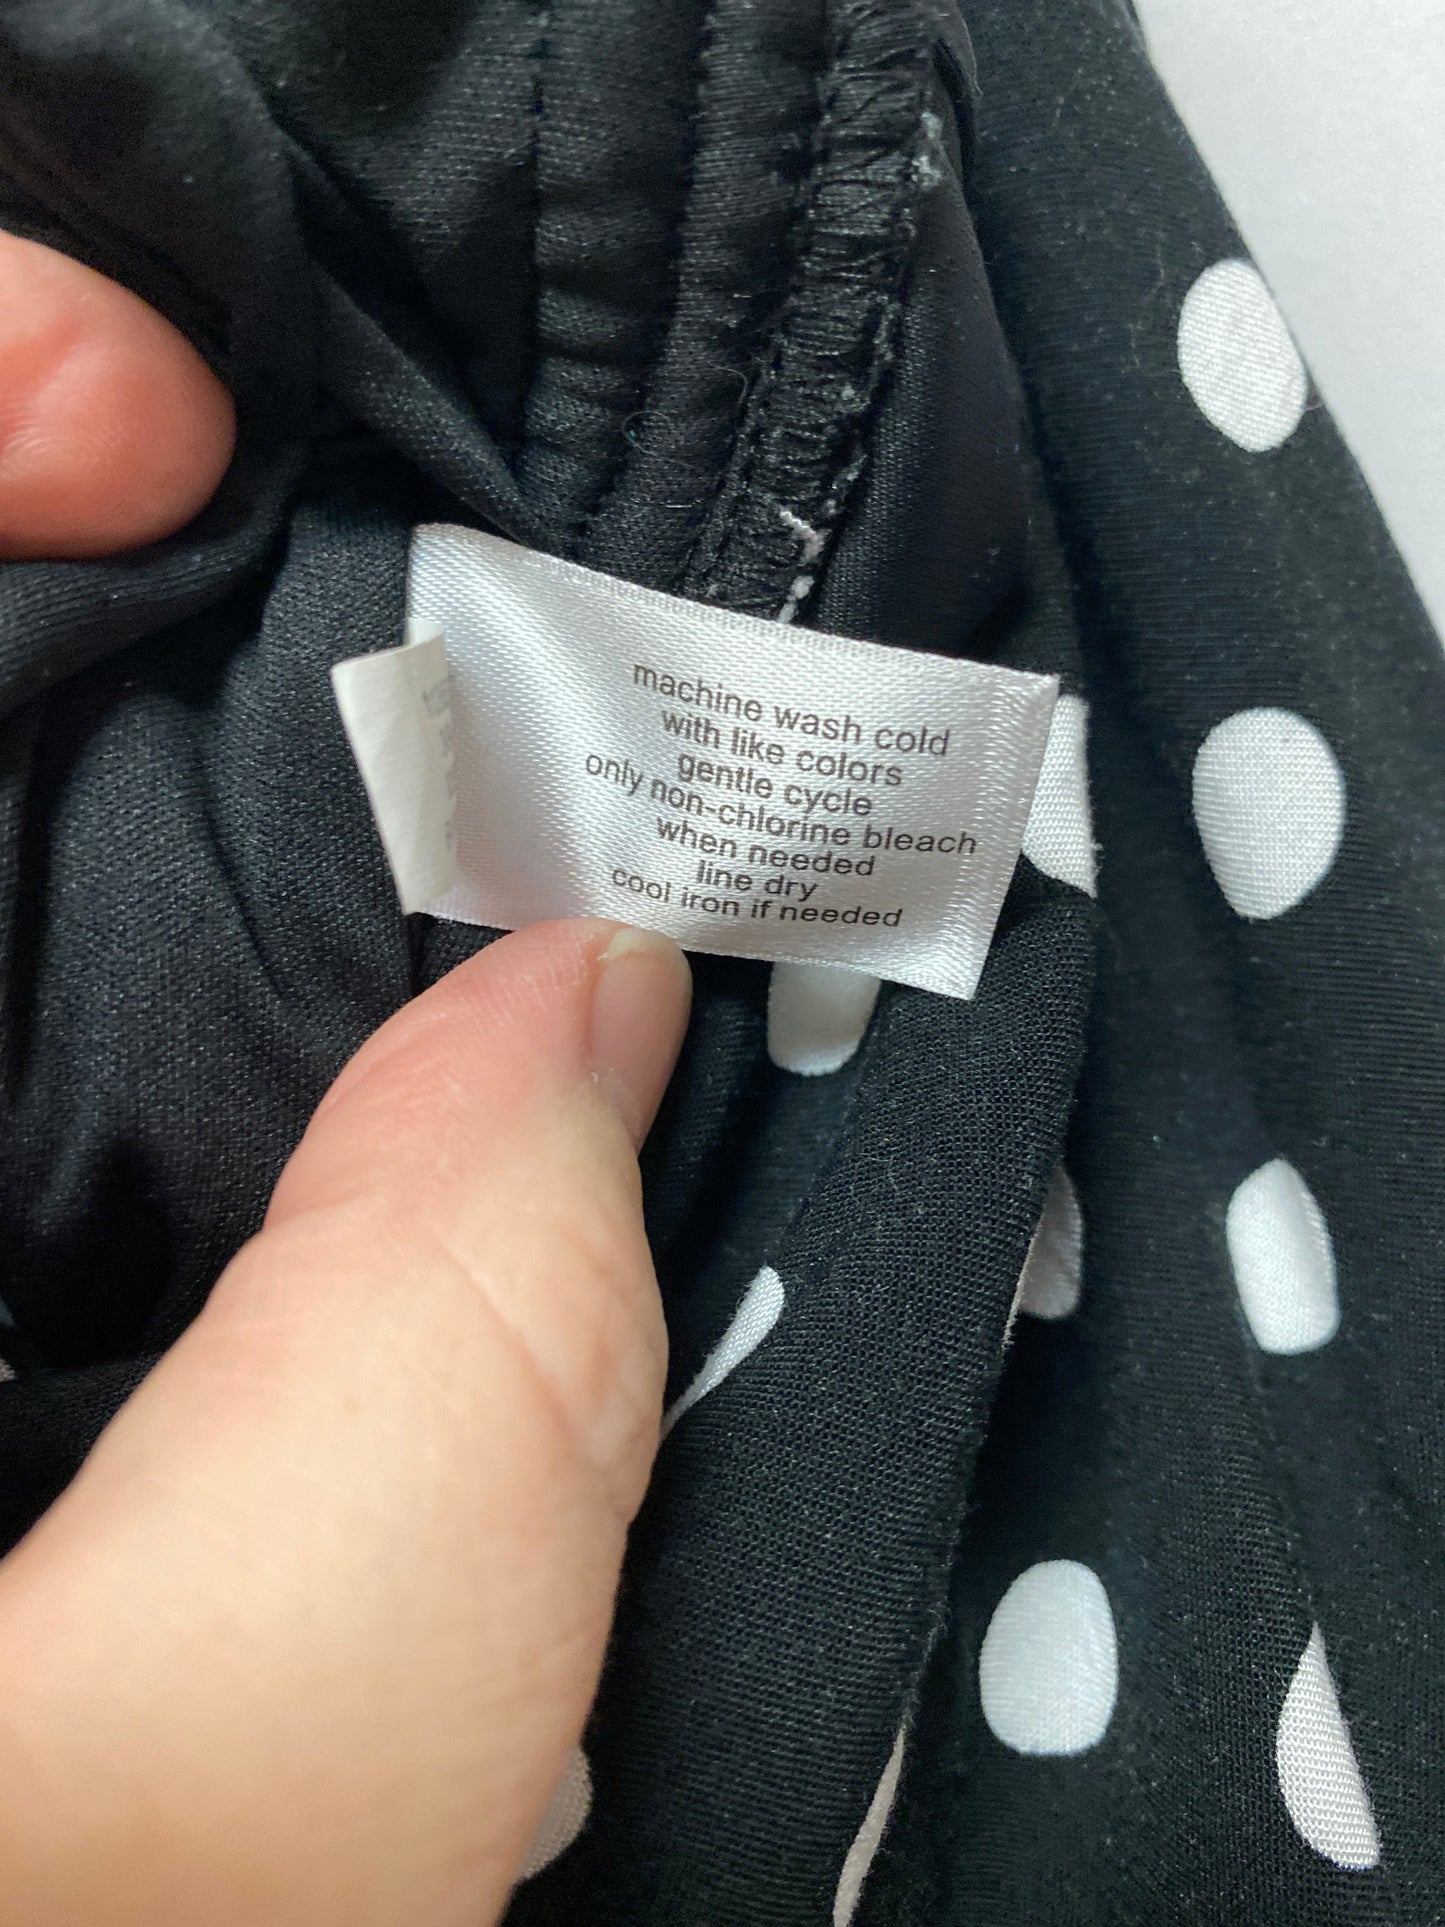 machine wash cold
with like colors
gentle cycle
only non-chlorine bleach
when needed
line dry
cool iron if needed